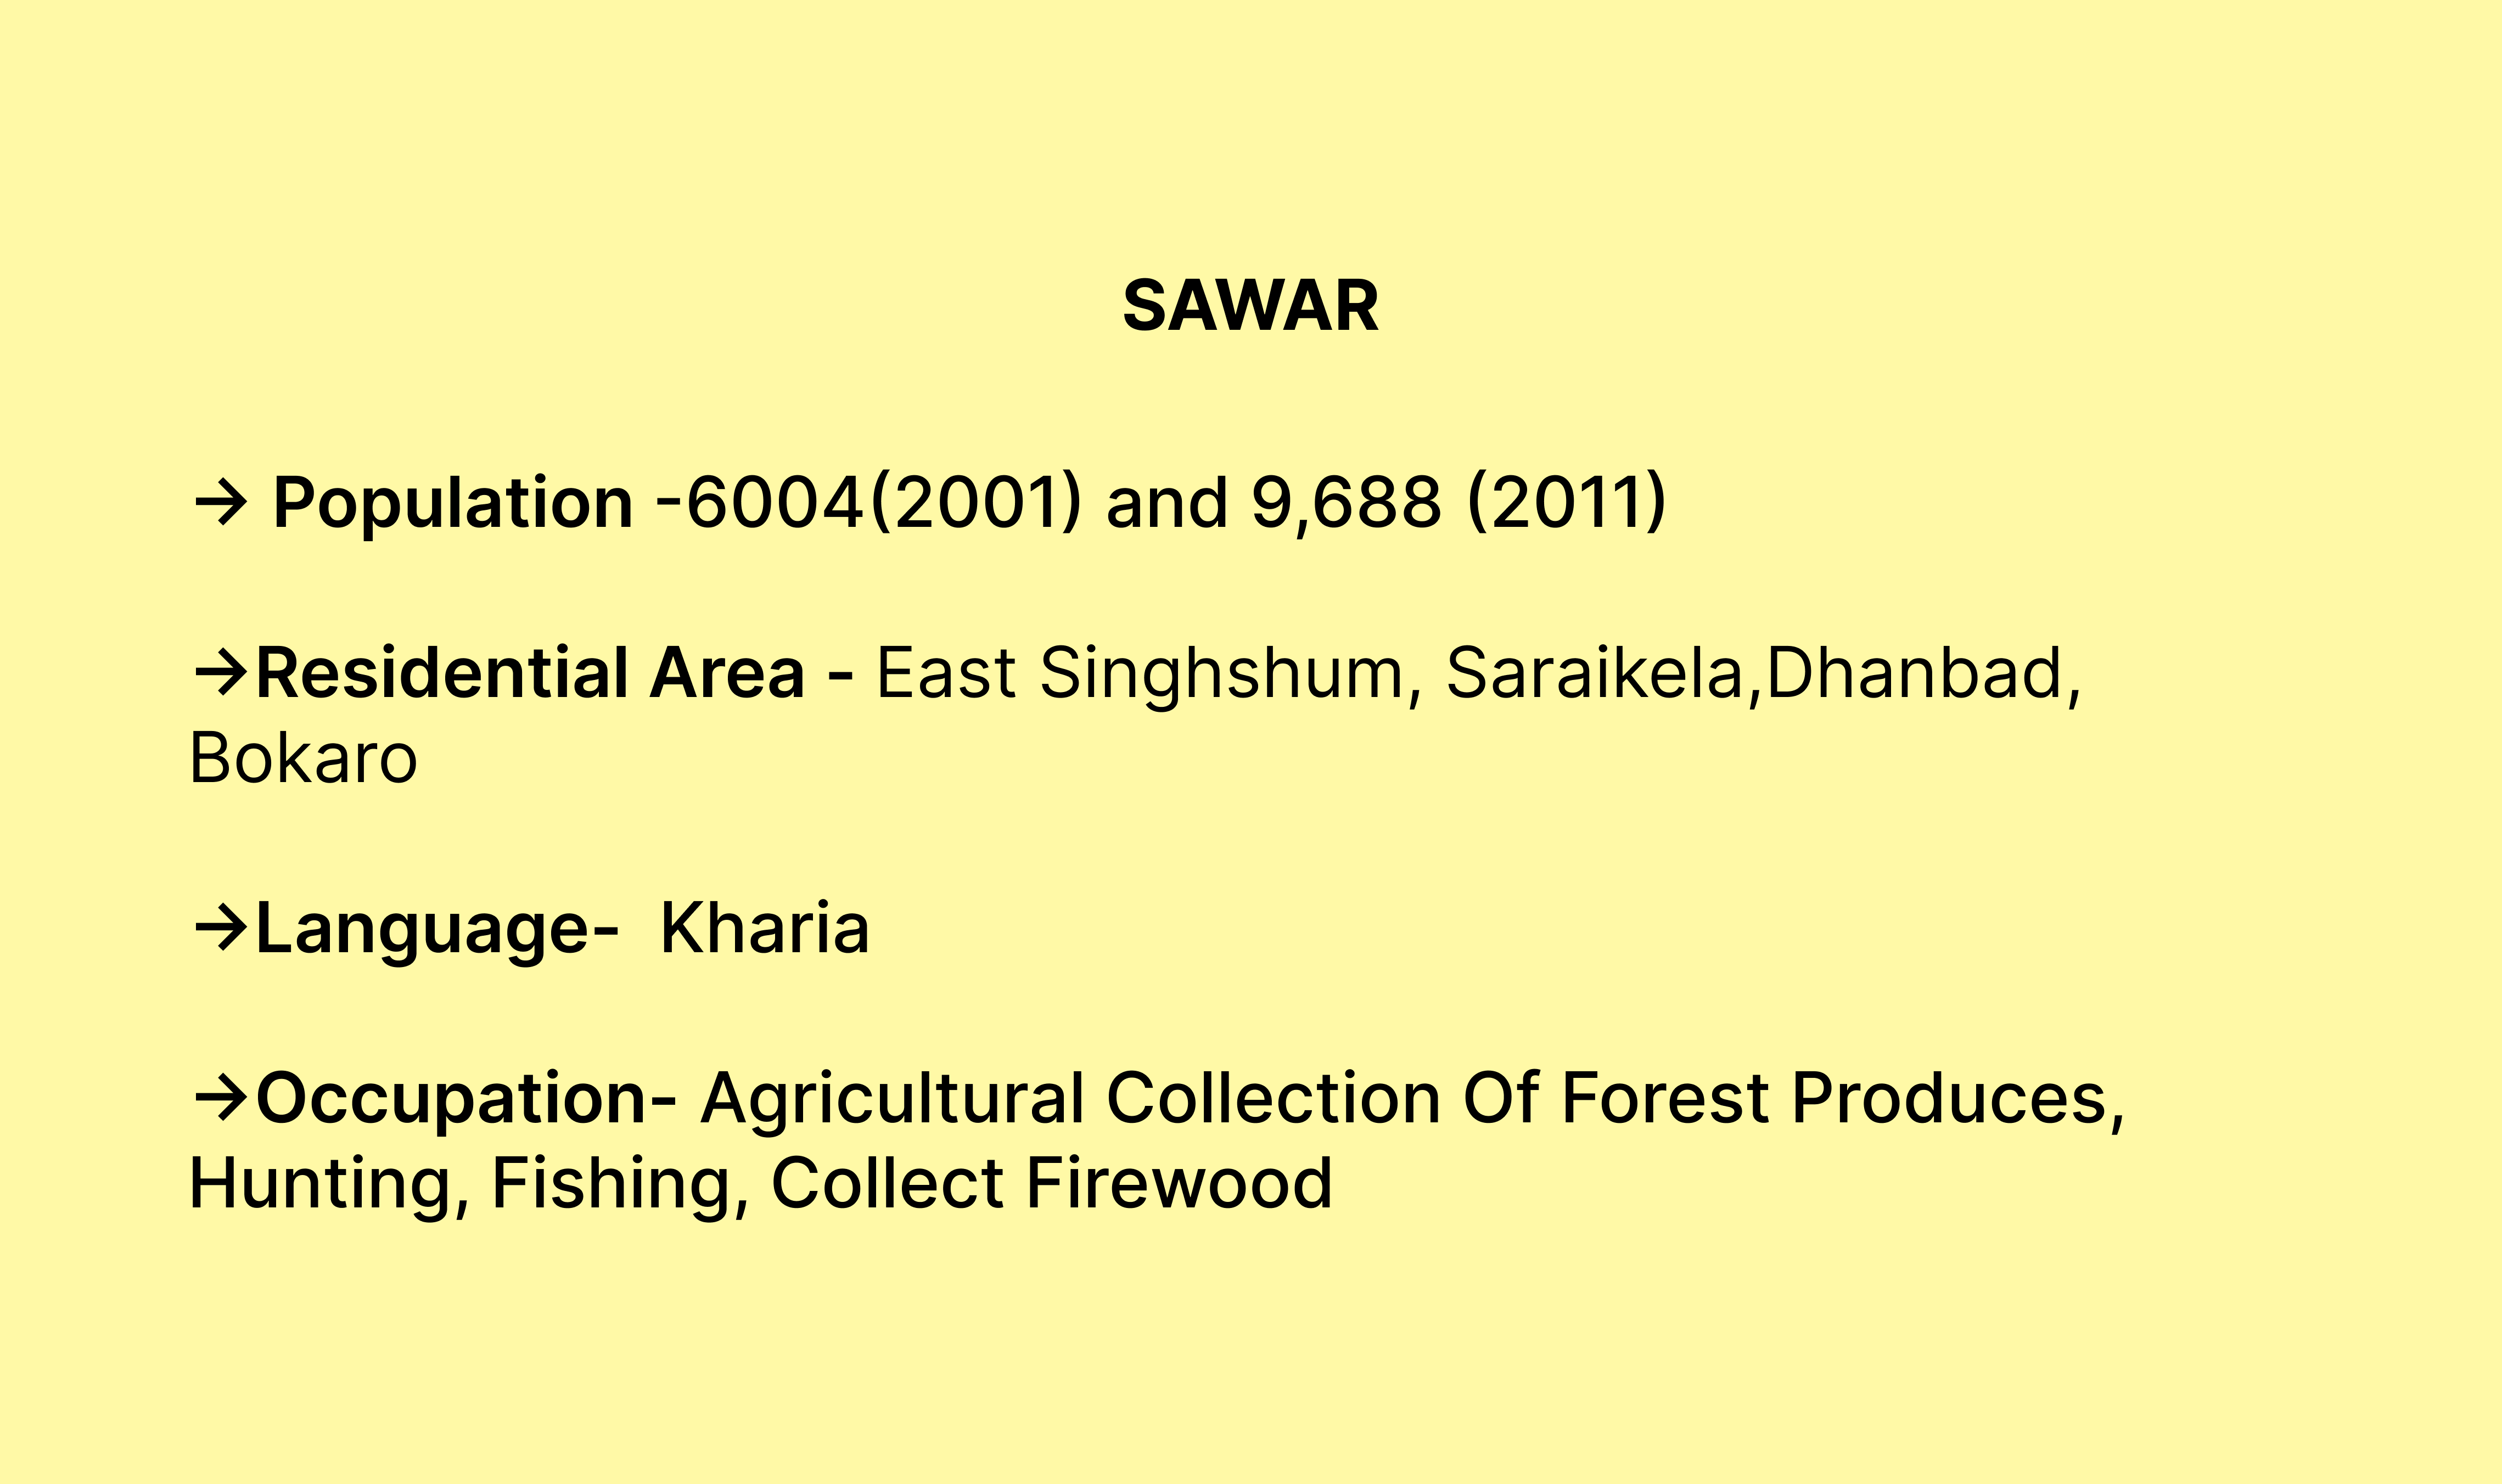 SAWAR
→ Population -6004(2001) and 9,688 (2011)
→Residential Area - East Singhshum, Saraikela,Dhanbad,
Bokaro
→Language-  Kharia
→Occupation- Agricultural Collection Of Forest Produces,
Hunting, Fishing, Collect Firewood